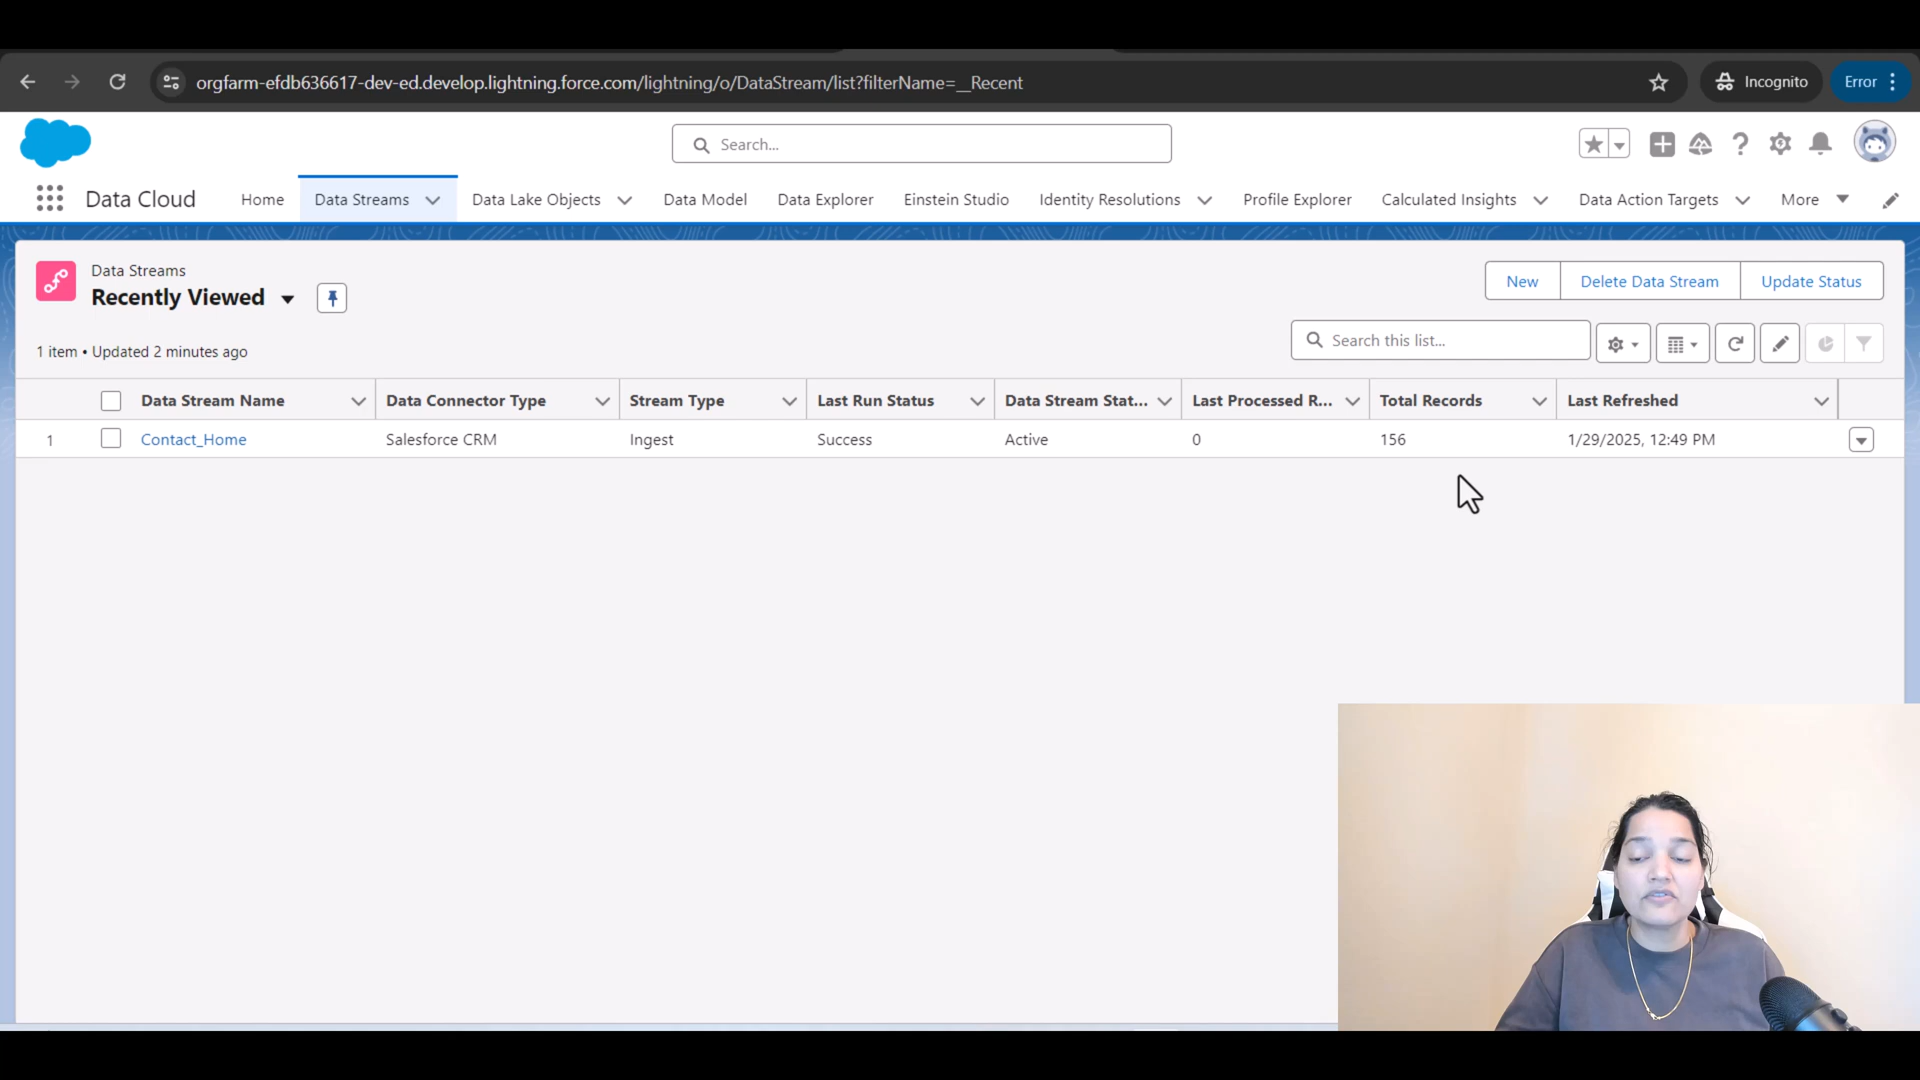 orgfarm-efdb636617-dev-ed.develop.lightning.force.com/lightning/o/DataStream/list?filterName=__Recent
Incognito
Error
Search...
Data Cloud
Home
Data Streams
Data Lake Objects
Data Model
Data Explorer
Einstein Studio
Identity Resolutions
Profile Explorer
Calculated Insights
Data Action Targets
More
Data Streams
Recently Viewed
New
Delete Data Stream
Update Status
1 item • Updated 2 minutes ago
Search this list...
Data Stream Name
Data Connector Type
Stream Type
Last Run Status
Data Stream Stat...
Last Processed R...
Total Records
Last Refreshed
1
Contact_Home
Salesforce CRM
Ingest
Success
Active
0
156
1/29/2025, 12:49 PM